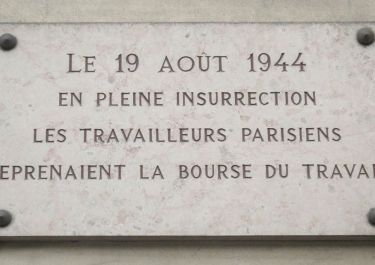 LE 19 AOÛT 1944
EN PLEINE INSURRECTION
LES TRAVAILLEURS PARISIENS
EPRENAIENT LA BOURSE DU TRAVAI